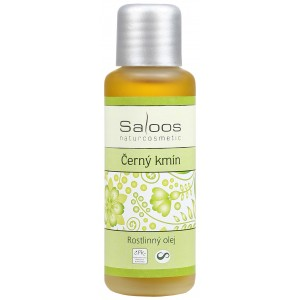 Saloos
naturcosmetic
Černý kmín
Rostlinný olej